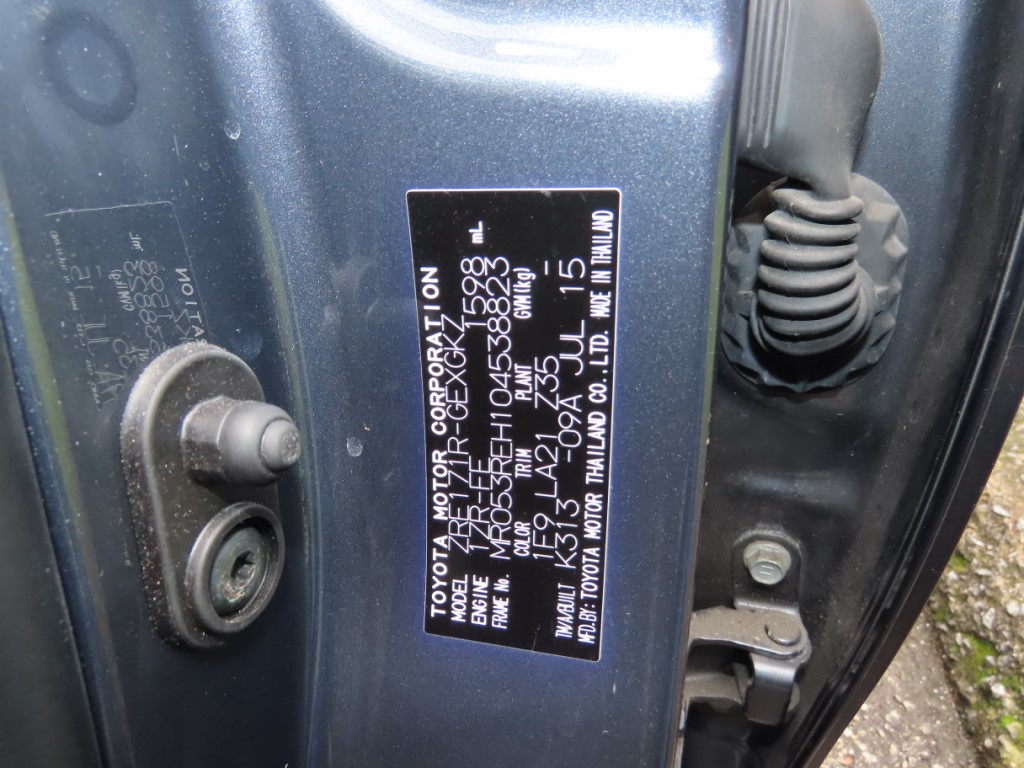 TOYOTA MOTOR CORPORATION
MODEL ZRE171R-GEXGKZ
ENGINE 1ZR-FE 1598 mL
FRAME No. MR053REH104538823
COLOR TRIM PLANT GVM(kg)
1F9 LA21 Z35 -
TM/A/BUILT K313 -09A JUL 15
MFD.BY: TOYOTA MOTOR THAILAND CO.,LTD. MADE IN THAILAND